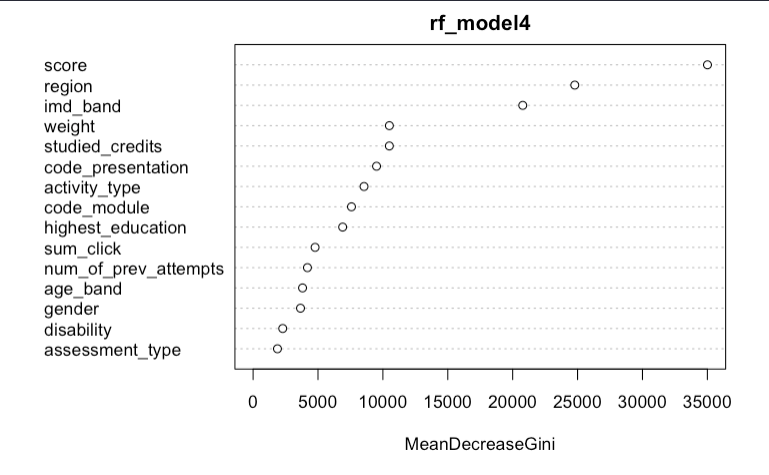 rf_model4
score
region
imd_band
weight
studied_credits
code_presentation
activity_type
code_module
highest_education
sum_click
num_of_prev_attempts
age_band
gender
disability
assessment_type
0 5000 10000 15000 20000 25000 30000 35000
MeanDecreaseGini